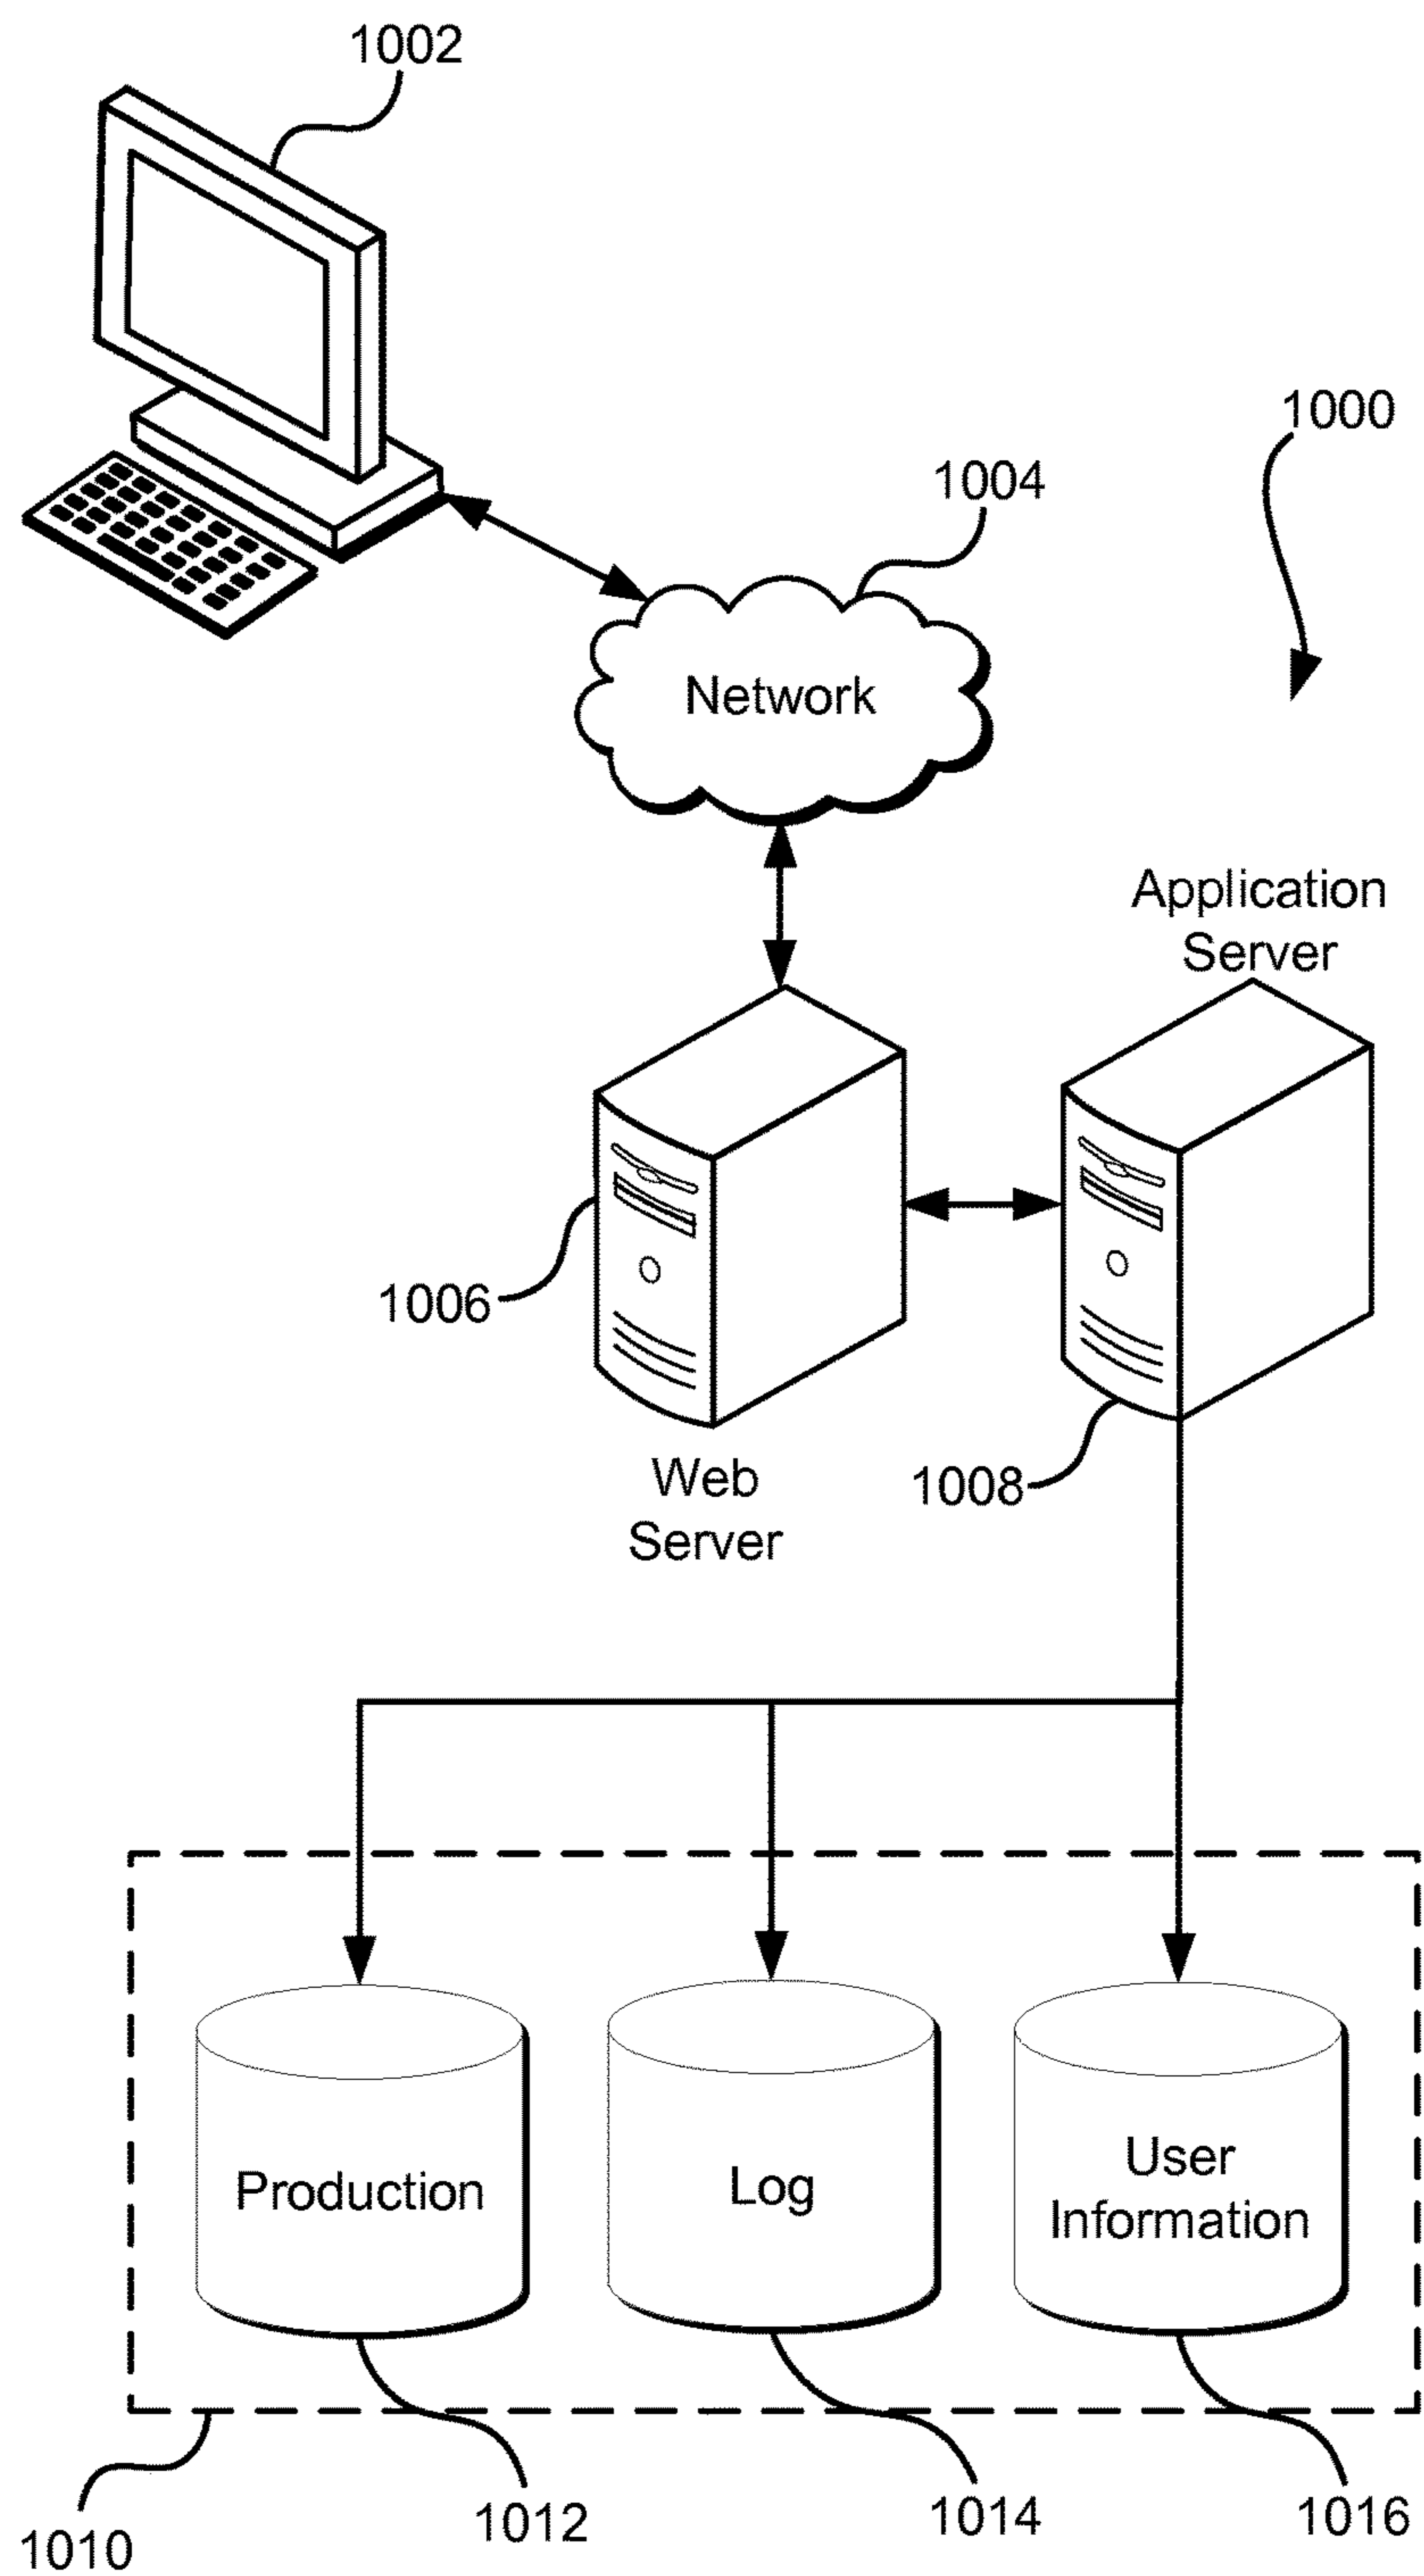 1002
1000
1004
Network
Application
Server
1006
Web
Server
1008
Production
Log
User
Information
1010
1012
1014
1016